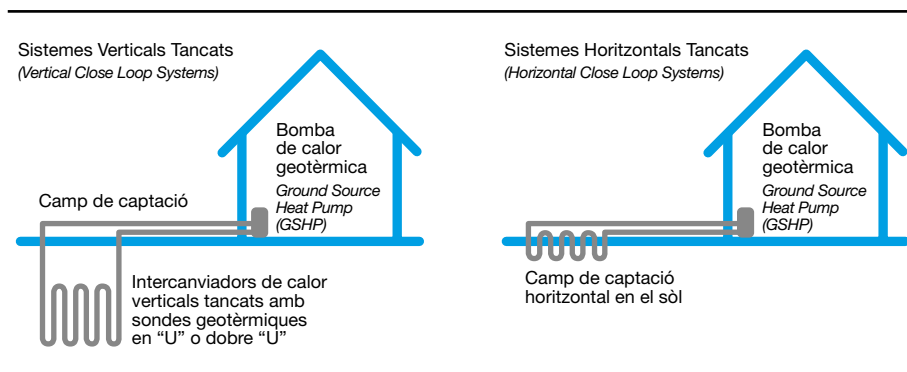 Sistemes Verticals Tancats
(Vertical Close Loop Systems)
Bomba
de calor
geotèrmica
Ground Source
Heat Pump
(GSHP)
Camp de captació
Intercanviadors de calor
verticals tancats amb
sondes geotèrmiques
en “U” o dobre “U”
Sistemes Horitzontals Tancats
(Horizontal Close Loop Systems)
Bomba
de calor
geotèrmica
Ground Source
Heat Pump
(GSHP)
Camp de captació
horitzontal en el sòl